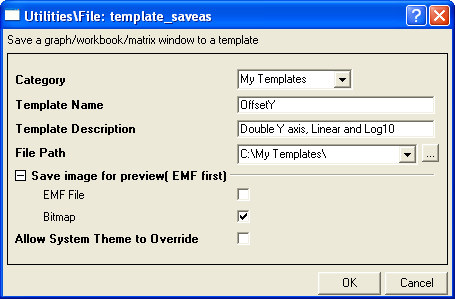 Utilities\File: template_saveas
Save a graph/workbook/matrix window to a template
Category My Templates
Template Name OffsetY
Template Description Double Y axis, Linear and Log10
File Path C:\My Templates\ ...
Save image for preview( EMF first)
EMF File
Bitmap
Allow System Theme to Override
OK Cancel